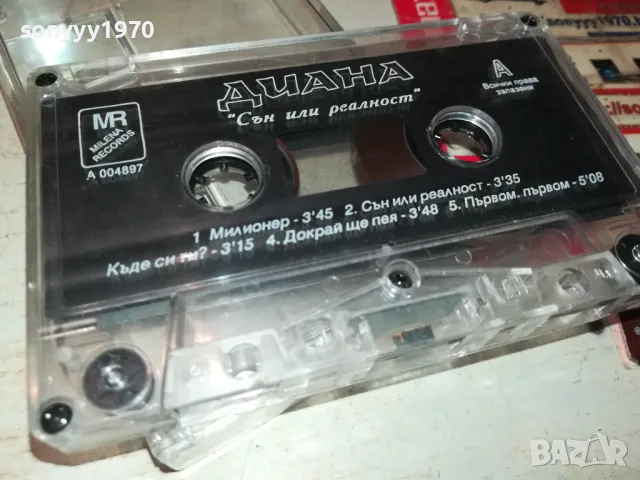 socvyy1970
ДИАНА
"Сън или реалност"
A
Всички права
запазени
MR
MILENA
RECORDS
A 004897
1 Милионер - 3'45 2. Сън или реалност - 3'35
Къде си ти? - 3'15 4. Докрай ще пея - 3'48 5. Първом, първом - 5'08
BAZAR